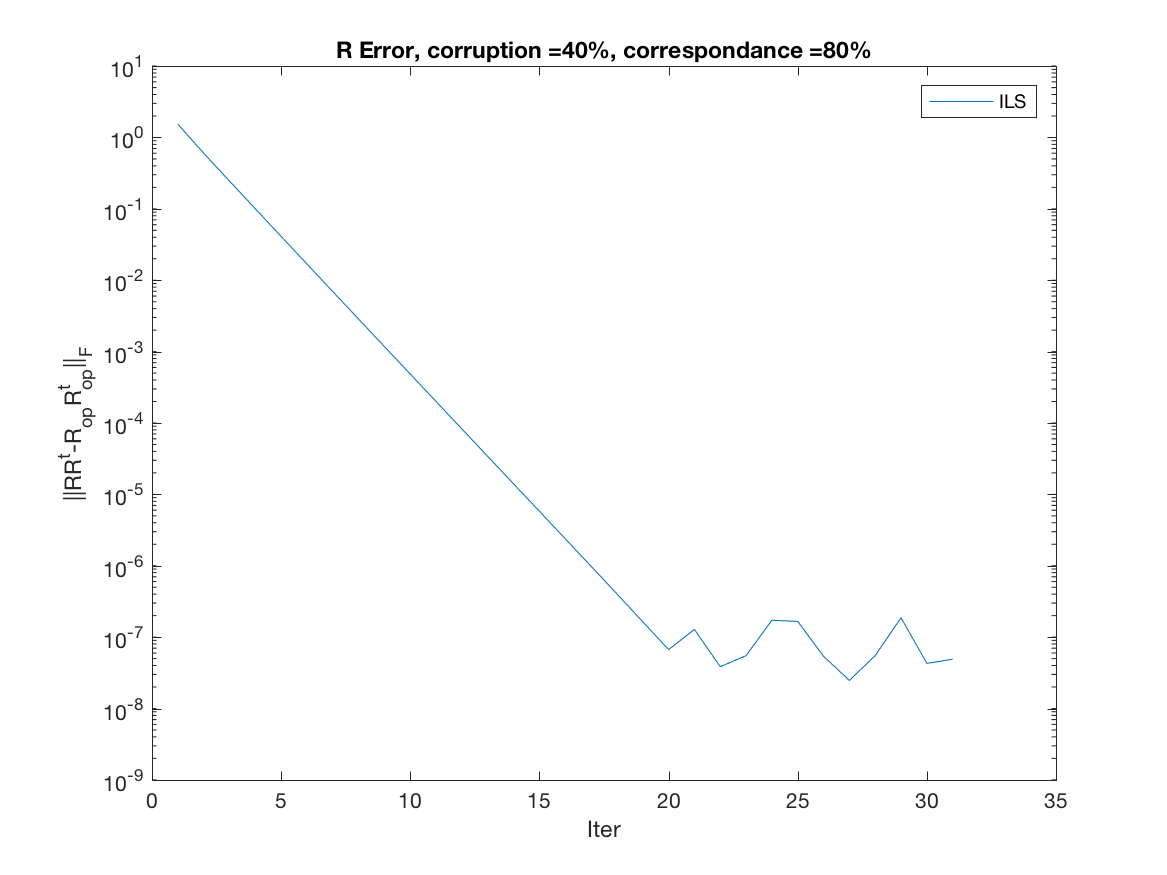 R Error, corruption =40%, correspondance =80%
ILS
10^1
10^0
10^-1
10^-2
10^-3
10^-4
10^-5
10^-6
10^-7
10^-8
10^-9
||RR^t-R_op R^t_op||_F
0 5 10 15 20 25 30 35
Iter